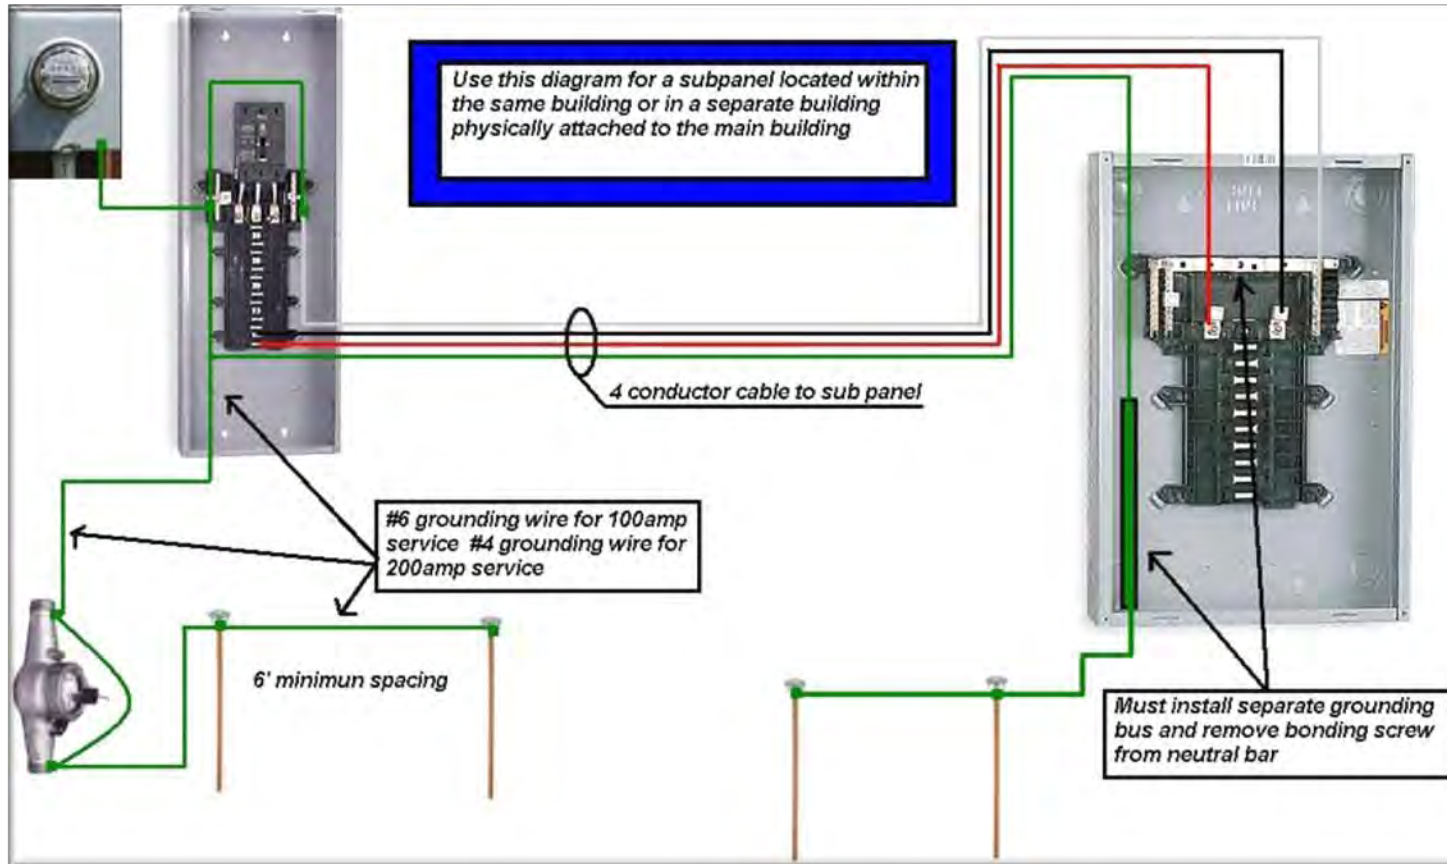 Use this diagram for a subpanel located within
the same building or in a separate building
physically attached to the main building
4 conductor cable to sub panel
#6 grounding wire for 100amp
service #4 grounding wire for
200amp service
6' minimun spacing
Must install separate grounding
bus and remove bonding screw
from neutral bar